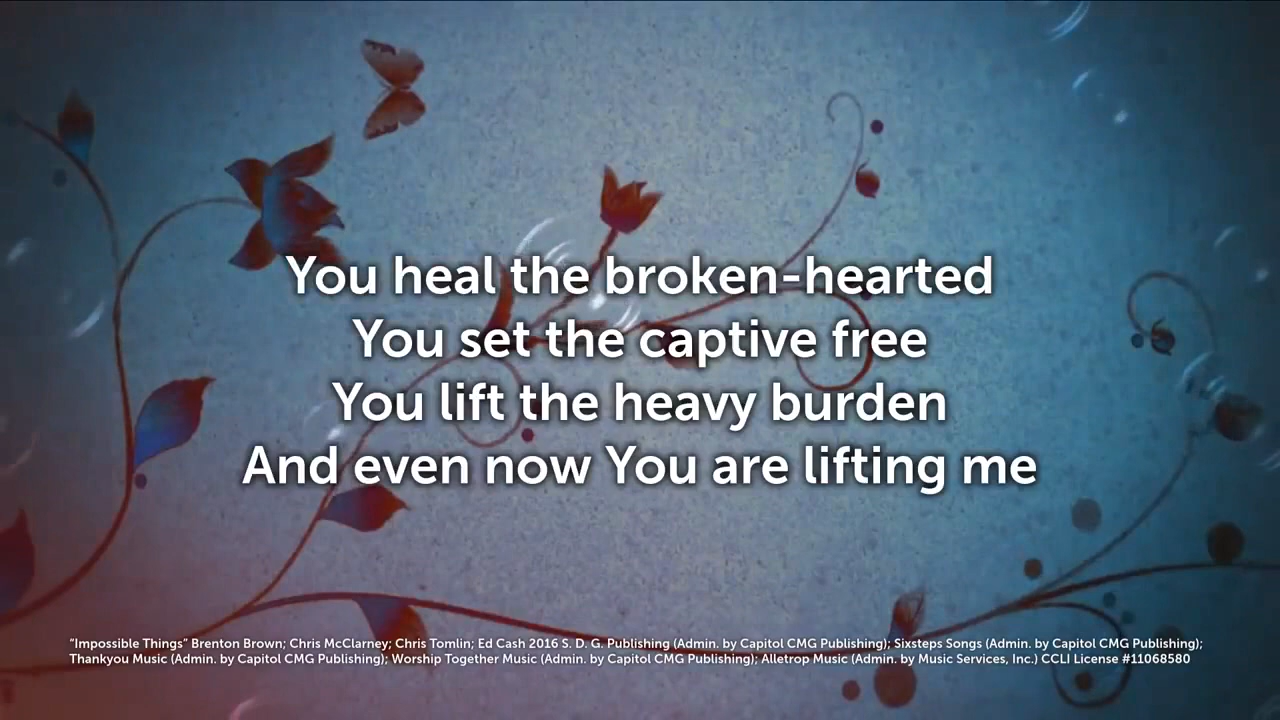 You heal the broken-hearted
You set the captive free
You lift the heavy burden
And even now You are lifting me
“Impossible Things” Brenton Brown; Chris McClarney; Chris Tomlin; Ed Cash 2016 S. D. G. Publishing (Admin. by Capitol CMG Publishing); Sixsteps Songs (Admin. by Capitol CMG Publishing);
Thankyou Music (Admin. by Capitol CMG Publishing); Worship Together Music (Admin. by Capitol CMG Publishing); Alletrop Music (Admin. by Music Services, Inc.) CCLI License #11068580